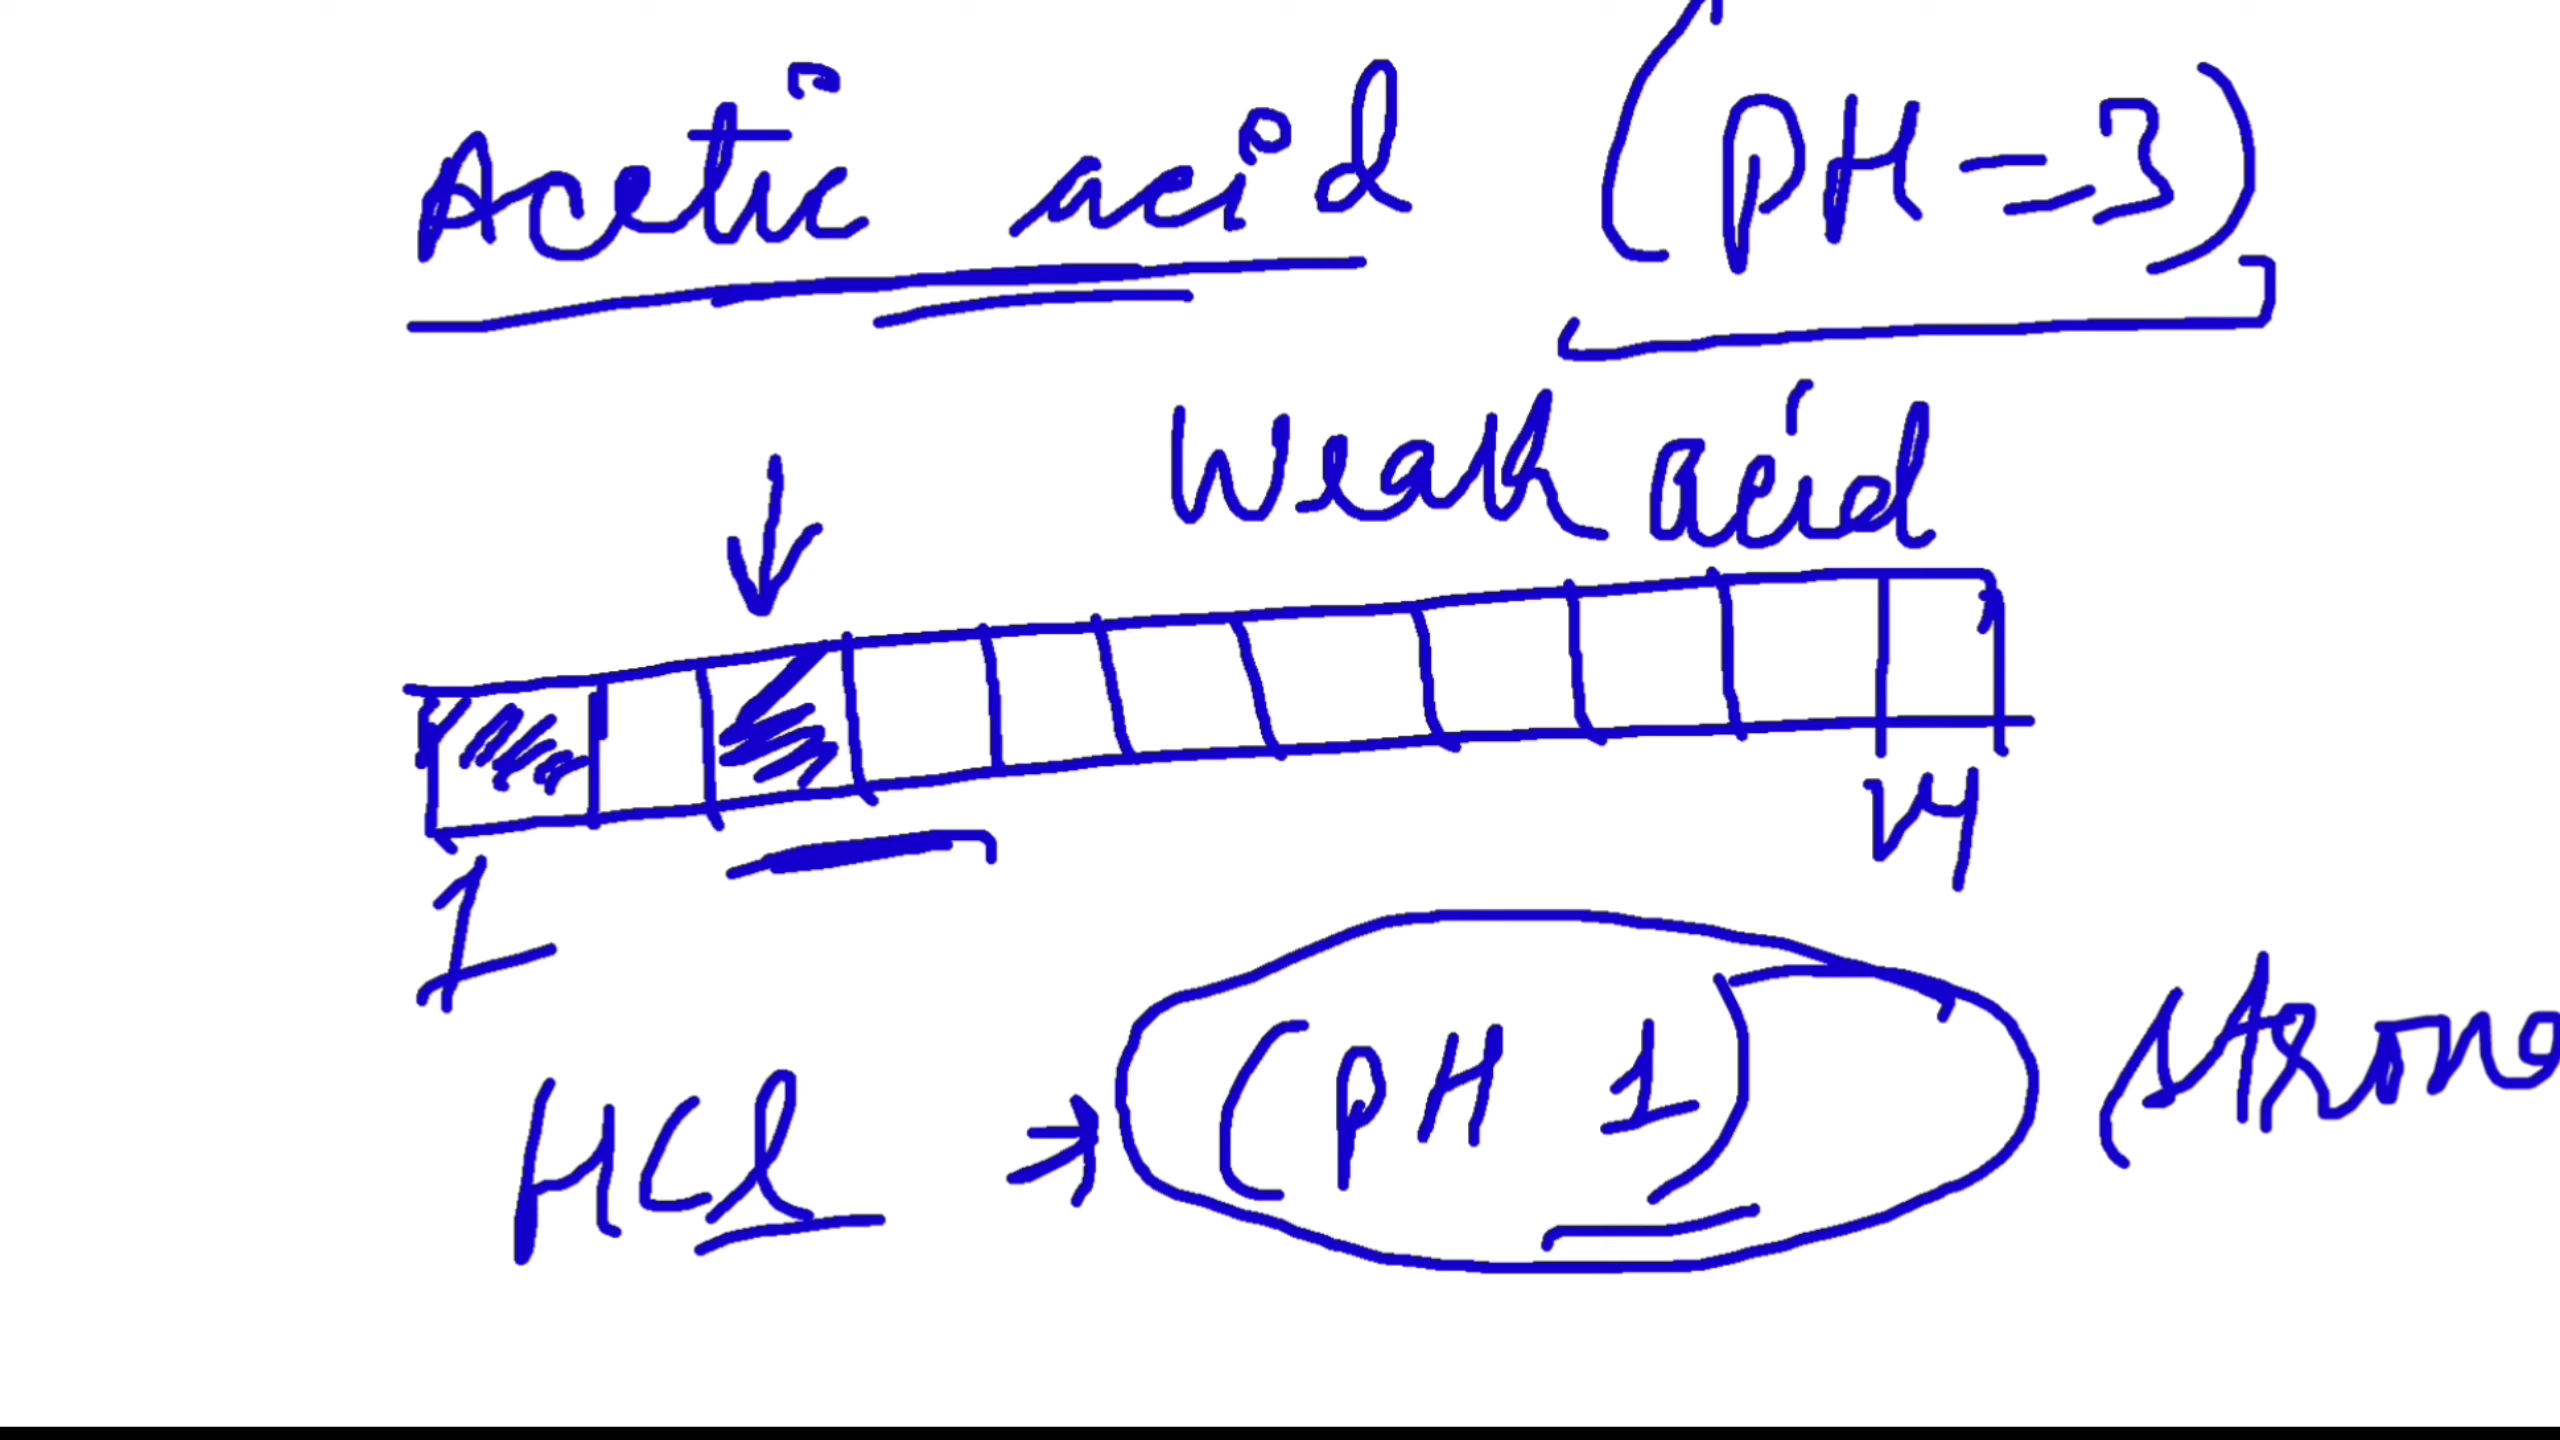 Acetic acid (PH = 3)
Weak acid
1 14
HCl → (PH 1) (strong